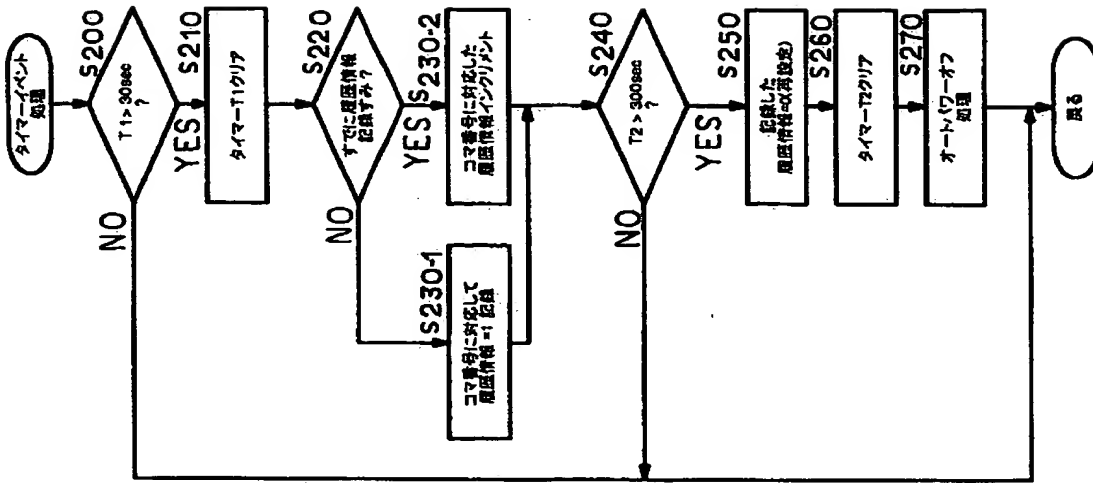 タイマーイベント
処理
S200
T1>30sec
?
NO
YES
S210
タイマーT1クリア
S220
すでに履歴情報
記録ずみ?
NO
YES
S230-1
コマ番号に対応して
履歴情報=1 記録
S230-2
コマ番号に対応した
履歴情報インクリメント
S240
T2>300sec
?
NO
YES
S250
記録した
履歴情報=α(再設定)
S260
タイマーT2クリア
S270
オートパワーオフ
処理
戻る